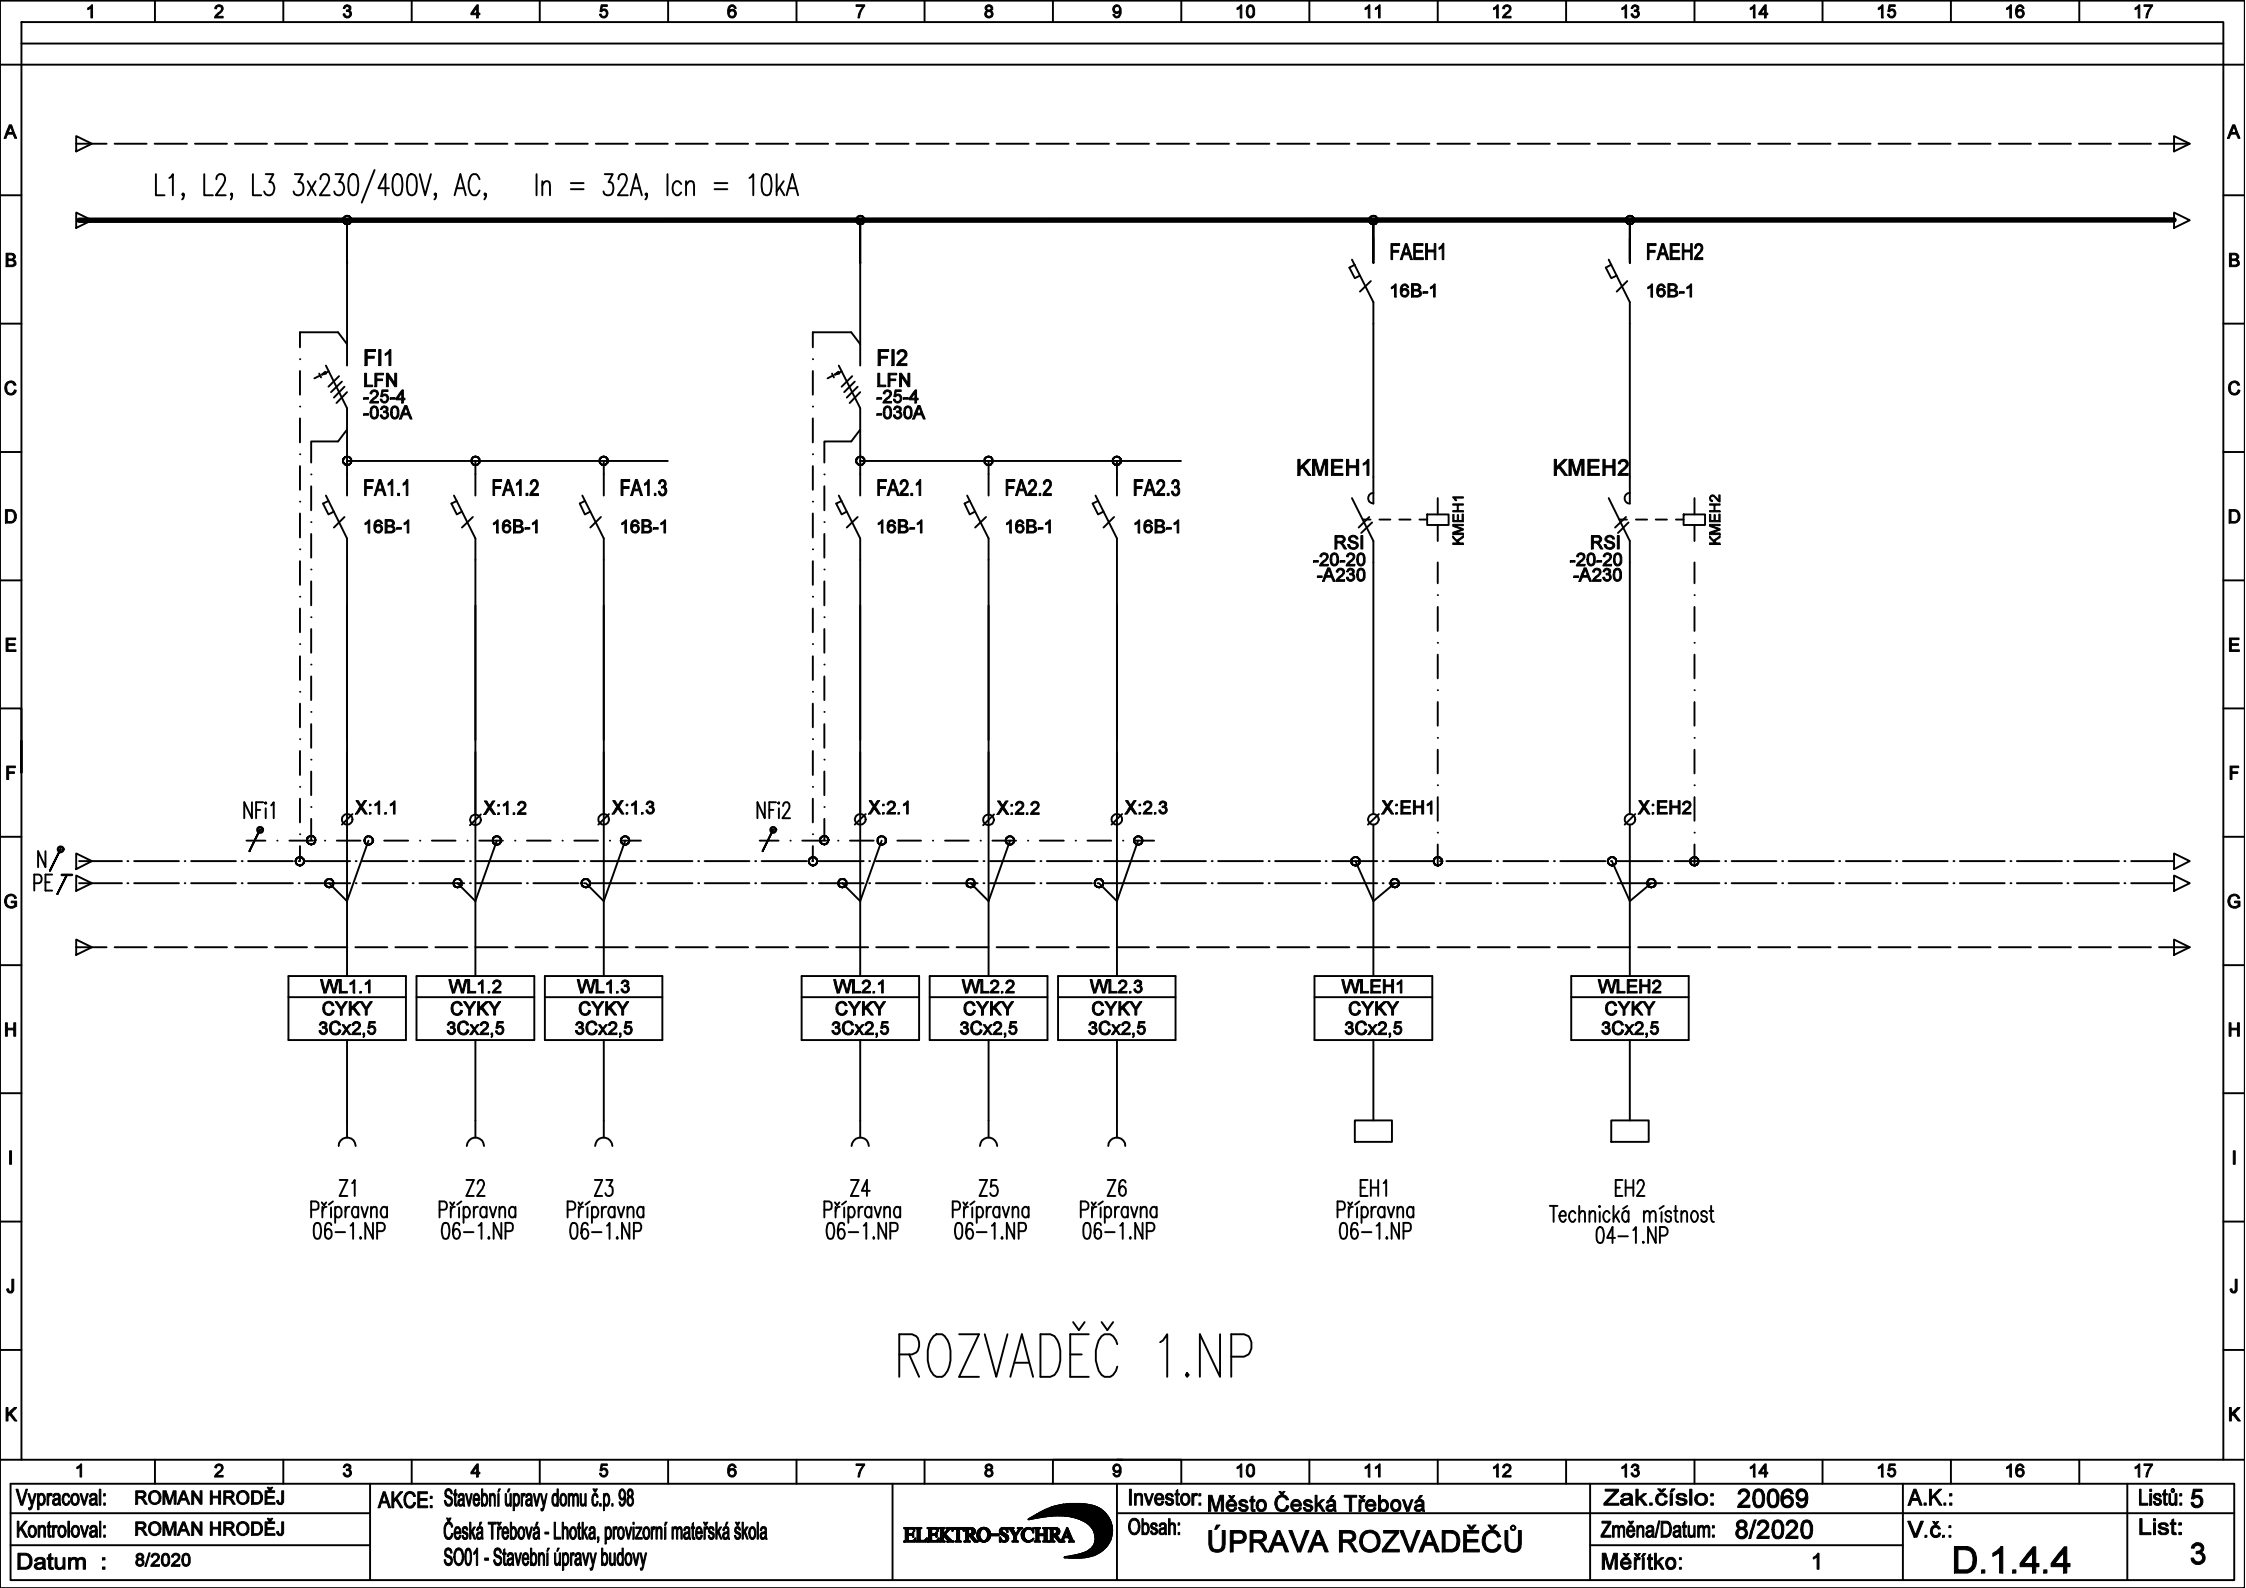 1 2 3 4 5 6 7 8 9 10 11 12 13 14 15 16 17
A A
L1, L2, L3 3x230/400V, AC, In = 32A, Icn = 10kA
B B
FAEH1 FAEH2
16B-1 16B-1
FI1 FI2
C LFN LFN C
-25-4 -25-4
-030A -030A
KMEH1 KMEH2
FA1.1 FA1.2 FA1.3 FA2.1 FA2.2 FA2.3
D 16B-1 16B-1 16B-1 16B-1 16B-1 16B-1 KMEH1 KMEH2 D
RSI RSI
-20-20 -20-20
-A230 -A230
E E
F F
NFi1 X:1.1 X:1.2 X:1.3 NFi2 X:2.1 X:2.2 X:2.3 X:EH1 X:EH2
N
PE
G G
WL1.1 WL1.2 WL1.3 WL2.1 WL2.2 WL2.3 WLEH1 WLEH2
CYKY CYKY CYKY CYKY CYKY CYKY CYKY CYKY
H 3Cx2,5 3Cx2,5 3Cx2,5 3Cx2,5 3Cx2,5 3Cx2,5 3Cx2,5 3Cx2,5 H
I I
Z1 Z2 Z3 Z4 Z5 Z6 EH1 EH2
Přípravna Přípravna Přípravna Přípravna Přípravna Přípravna Přípravna Technická místnost
06-1.NP 06-1.NP 06-1.NP 06-1.NP 06-1.NP 06-1.NP 06-1.NP 04-1.NP
J J
ROZVADĚČ 1.NP
K K
1 2 3 4 5 6 7 8 9 10 11 12 13 14 15 16 17
Vypracoval: ROMAN HRODĚJ
Kontroloval: ROMAN HRODĚJ
Datum : 8/2020
AKCE: Stavební úpravy domu č.p. 98
Česká Třebová - Lhotka, provizorní mateřská škola
SO01 - Stavební úpravy budovy
ELEKTRO-SYCHRA
Investor: Město Česká Třebová
Obsah: ÚPRAVA ROZVADĚČŮ
Zak.číslo: 20069
Změna/Datum: 8/2020
Měřítko: 1
A.K.:
V.č.: D.1.4.4
Listů: 5
List: 3